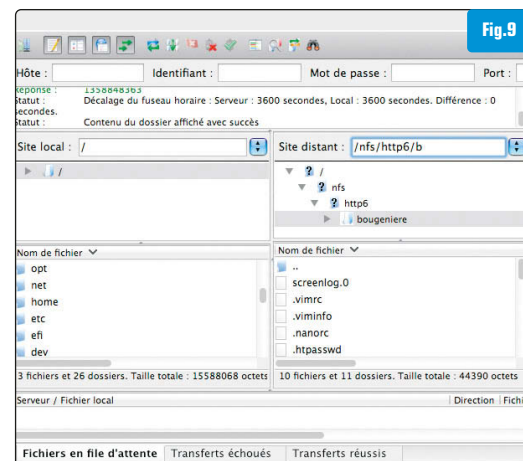 Fig.9
Hôte : Identifiant : Mot de passe : Port :
Réponse : 1358848363
Statut : Décalage du fuseau horaire : Serveur : 3600 secondes, Local : 3600 secondes. Différence : 0
secondes.
Statut : Contenu du dossier affiché avec succès
Site local : /
Site distant : /nfs/http6/b
/
/
nfs
http6
bougeniere
Nom de fichier
opt
net
home
etc
efi
dev
3 fichiers et 26 dossiers. Taille totale : 15588068 octets
Nom de fichier
..
screenlog.0
.vimrc
.viminfo
.nanorc
.htpasswd
10 fichiers et 11 dossiers. Taille totale : 44390 octets
Serveur / Fichier local Direction Fichi
Fichiers en file d'attente Transferts échoués Transferts réussis